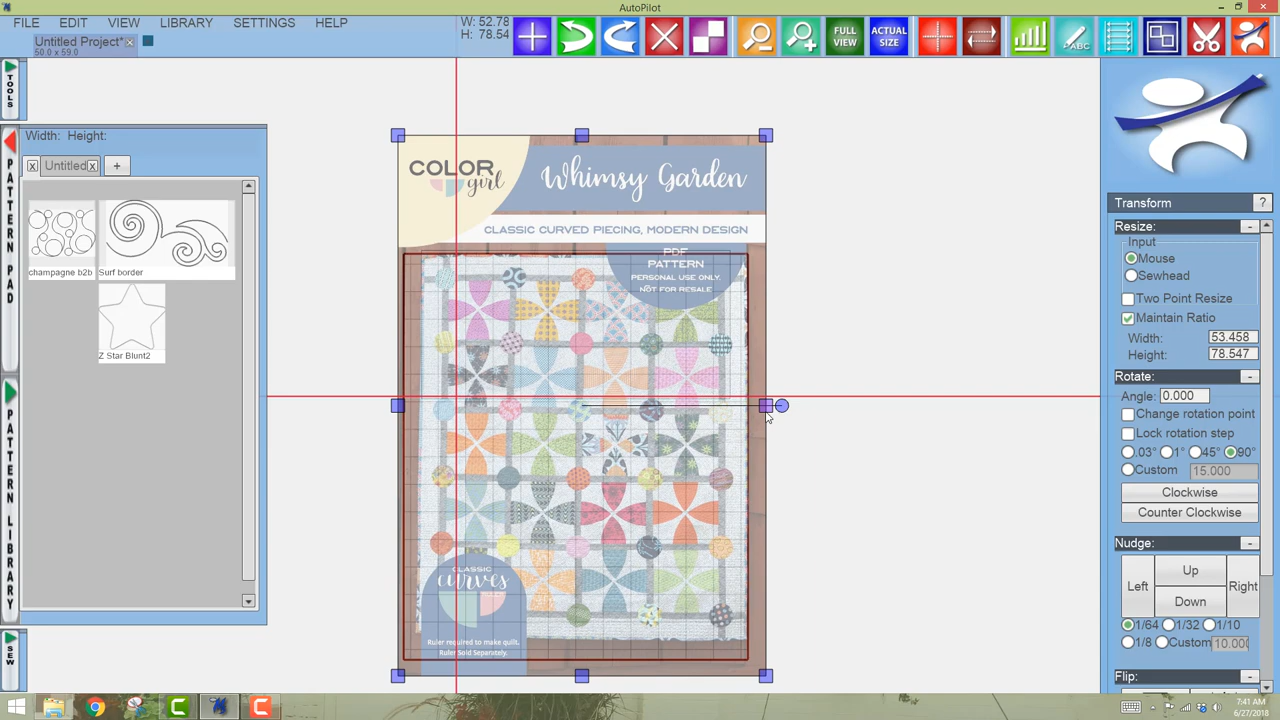 AutoPilot
FILE EDIT VIEW LIBRARY SETTINGS HELP
W: 52.78
H: 78.54
Untitled Project*x
50.0 x 59.0
FULL VIEW
ACTUAL SIZE
ABC
TOOLS
PATTERN PAD
PATTERN LIBRARY
SEW
Width: Height:
x Untitled x +
champagne b2b
Surf border
Z Star Blunt2
COLOR girl
Whimsy Garden
CLASSIC CURVED PIECING, MODERN DESIGN
PDF
PATTERN
PERSONAL USE ONLY.
NOT FOR RESALE.
CLASSIC
curves
Ruler required to make quilt.
Ruler Sold Separately.
Transform ?
Resize: -
Input
Mouse
Sewhead
Two Point Resize
Maintain Ratio
Width: 53.458
Height: 78.547
Rotate: -
Angle: 0.000
Change rotation point
Lock rotation step
.03° 1° 45° 90°
Custom 15.000
Clockwise
Counter Clockwise
Nudge: -
Left Up Right
Down
1/64 1/32 1/10
1/8 Custom 10.000
Flip: -
7:41 AM
6/27/2018